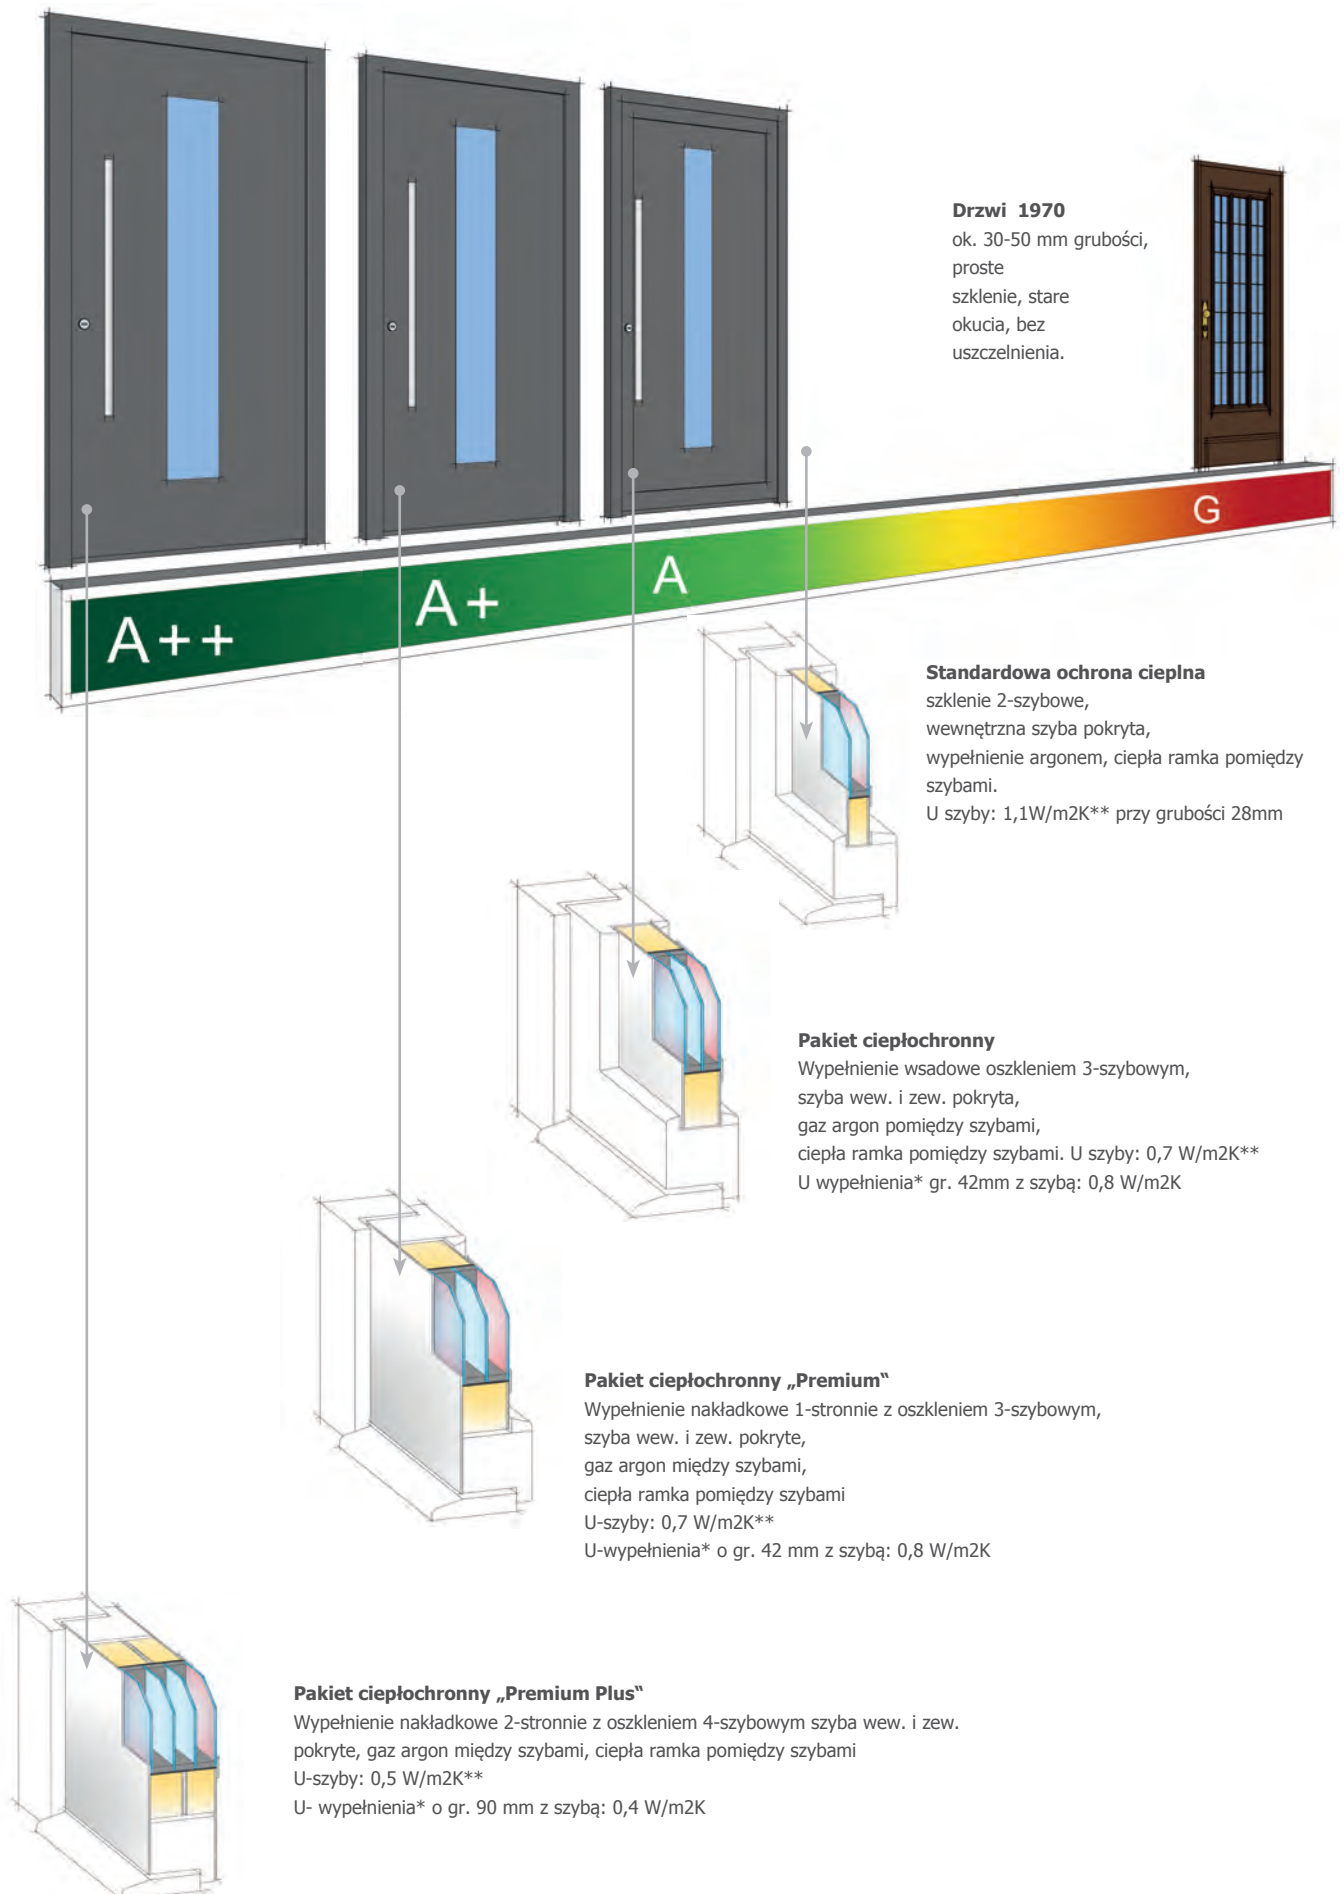 Drzwi 1970
ok. 30-50 mm grubości,
proste
szklenie, stare
okucia, bez
uszczelnienia.
G
A
A+
A++
Standardowa ochrona cieplna
szklenie 2-szybowe,
wewnętrzna szyba pokryta,
wypełnienie argonem, ciepła ramka pomiędzy
szybami.
U szyby: 1,1W/m2K** przy grubości 28mm
Pakiet ciepłochronny
Wypełnienie wsadowe oszkleniem 3-szybowym,
szyba wew. i zew. pokryta,
gaz argon pomiędzy szybami,
ciepła ramka pomiędzy szybami. U szyby: 0,7 W/m2K**
U wypełnienia* gr. 42mm z szybą: 0,8 W/m2K
Pakiet ciepłochronny „Premium“
Wypełnienie nakładkowe 1-stronnie z oszkleniem 3-szybowym,
szyba wew. i zew. pokryte,
gaz argon między szybami,
ciepła ramka pomiędzy szybami
U-szyby: 0,7 W/m2K**
U-wypełnienia* o gr. 42 mm z szybą: 0,8 W/m2K
Pakiet ciepłochronny „Premium Plus“
Wypełnienie nakładkowe 2-stronnie z oszkleniem 4-szybowym szyba wew. i zew.
pokryte, gaz argon między szybami, ciepła ramka pomiędzy szybami
U-szyby: 0,5 W/m2K**
U- wypełnienia* o gr. 90 mm z szybą: 0,4 W/m2K